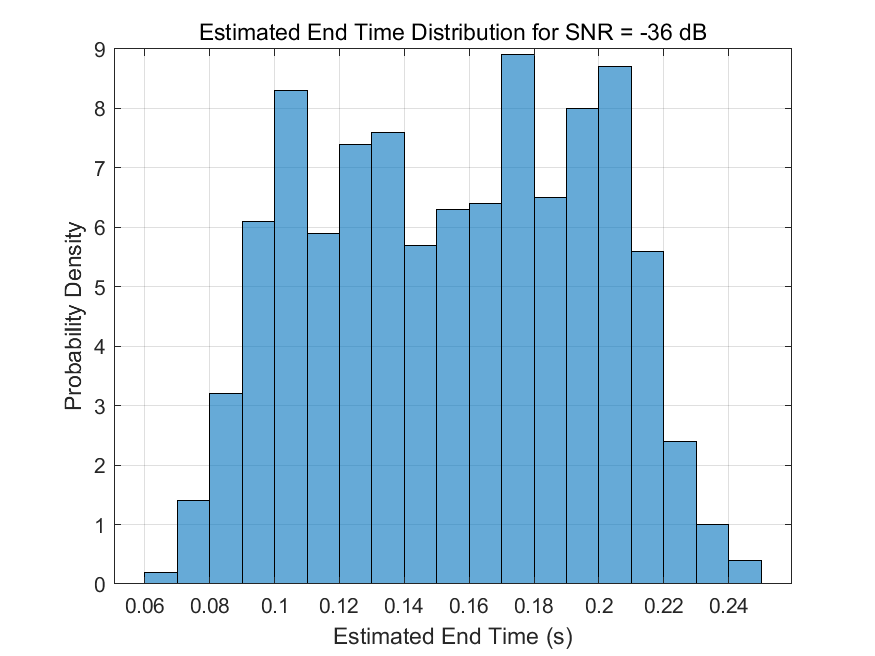 Estimated End Time Distribution for SNR = -36 dB
Probability Density
9
8
7
6
5
4
3
2
1
0
0.06 0.08 0.1 0.12 0.14 0.16 0.18 0.2 0.22 0.24
Estimated End Time (s)